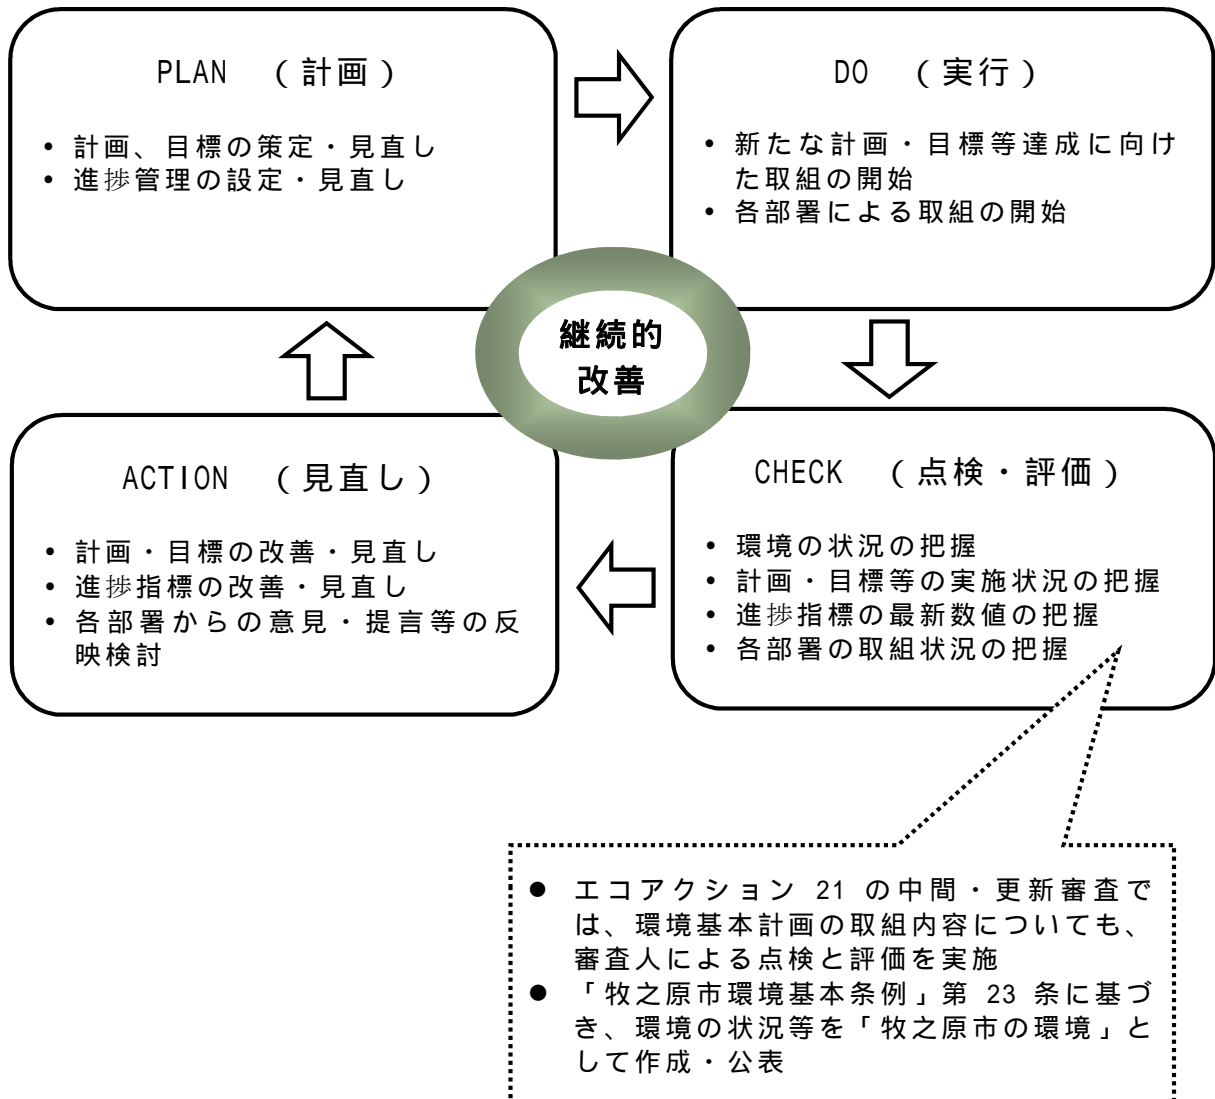 PLAN （計画）
• 計画、目標の策定・見直し
• 進捗管理の設定・見直し
DO （実行）
• 新たな計画・目標等達成に向け
た取組の開始
• 各部署による取組の開始
継続的
改善
CHECK （点検・評価）
• 環境の状況の把握
• 計画・目標等の実施状況の把握
• 進捗指標の最新数値の把握
• 各部署の取組状況の把握
ACTION （見直し）
• 計画・目標の改善・見直し
• 進捗指標の改善・見直し
• 各部署からの意見・提言等の反
映検討
● エコアクション 21 の中間・更新審査で
は、環境基本計画の取組内容についても、
審査人による点検と評価を実施
● 「牧之原市環境基本条例」第 23 条に基づ
き、環境の状況等を「牧之原市の環境」と
して作成・公表